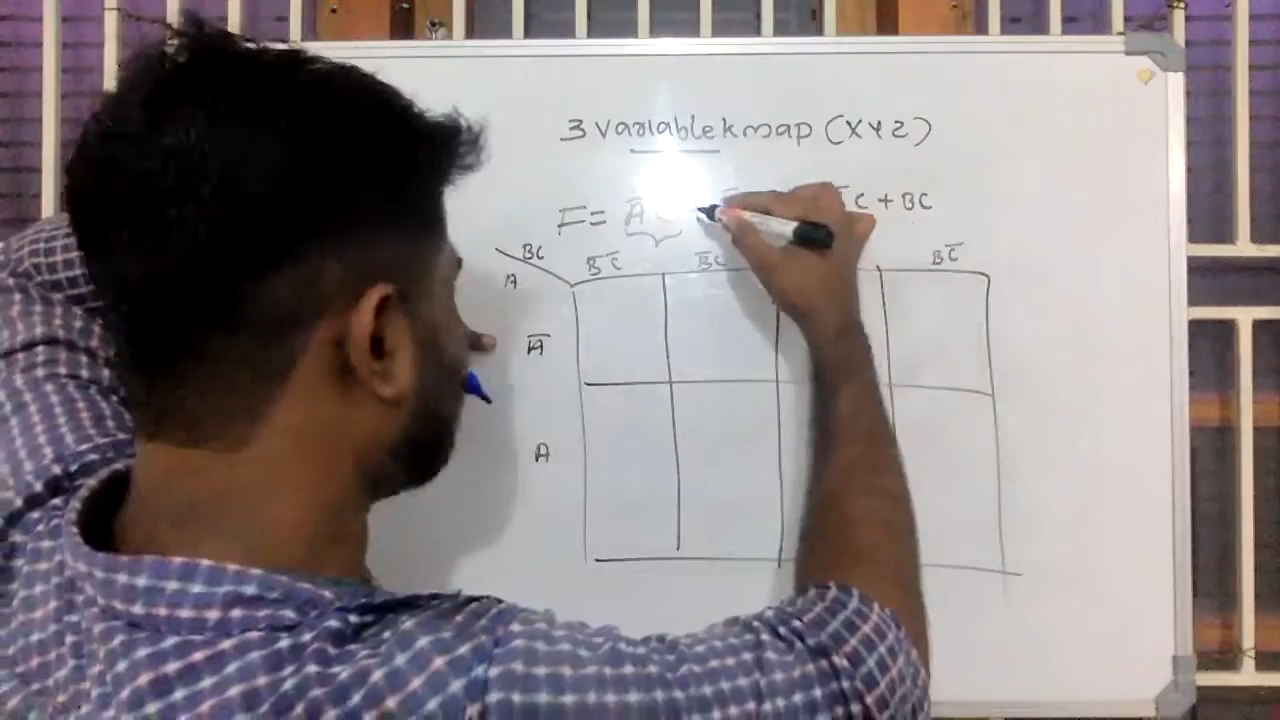 3 variable kmap (XYZ)
F = A̅ C + BC
BC
A
B̅C̅ B̅C BC̅
A̅
A